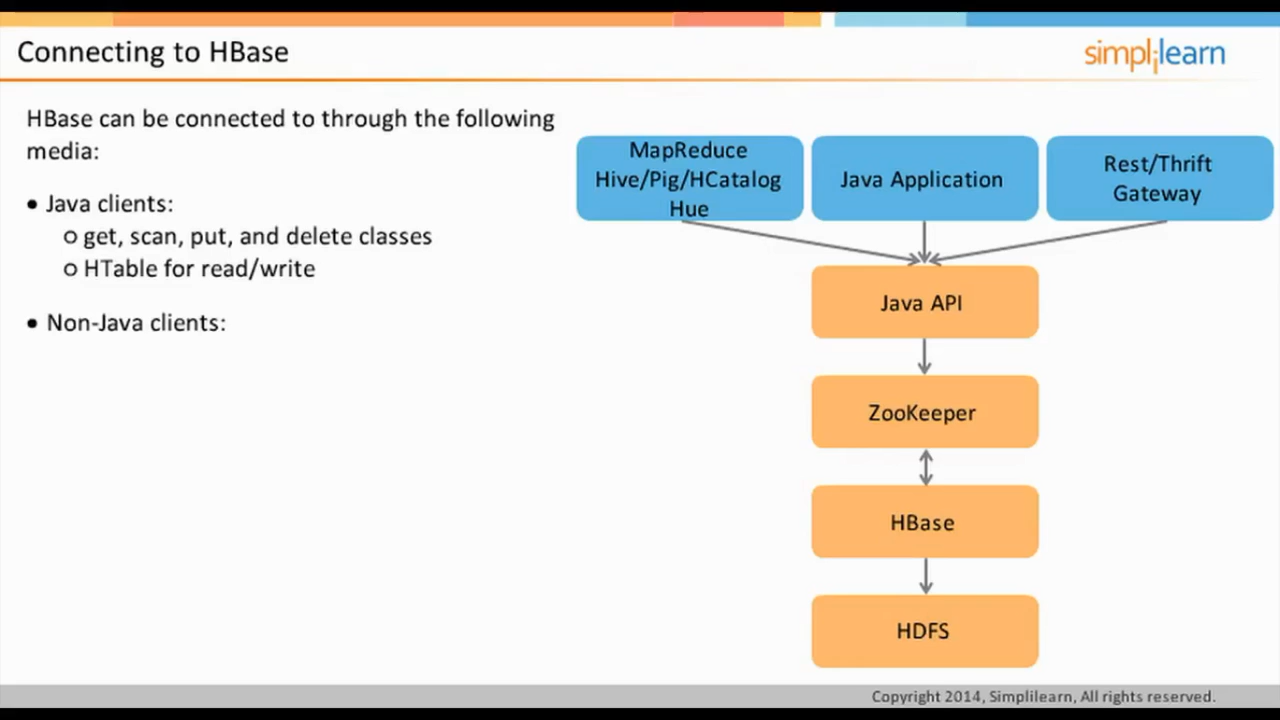 Connecting to HBase
simplilearn
HBase can be connected to through the following
media:
• Java clients:
o get, scan, put, and delete classes
o HTable for read/write
• Non-Java clients:
MapReduce
Hive/Pig/HCatalog
Hue
Java Application
Rest/Thrift
Gateway
Java API
ZooKeeper
HBase
HDFS
Copyright 2014, Simplilearn, All rights reserved.